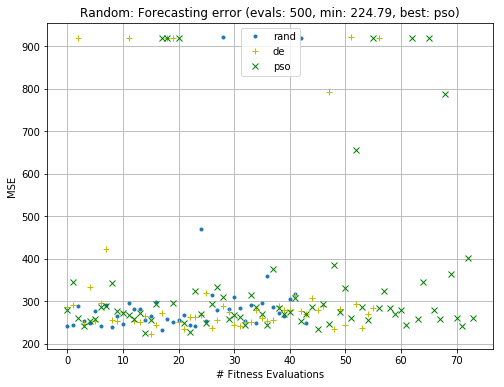 Random: Forecasting error (evals: 500, min: 224.79, best: pso)
rand
de
pso
MSE
900
800
700
600
500
400
300
200
0 10 20 30 40 50 60 70
# Fitness Evaluations